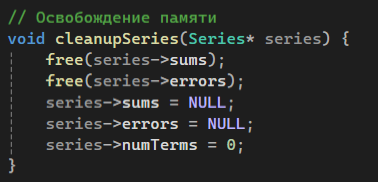 // Освобождение памяти
void cleanupSeries(Series* series) {
    free(series->sums);
    free(series->errors);
    series->sums = NULL;
    series->errors = NULL;
    series->numTerms = 0;
}